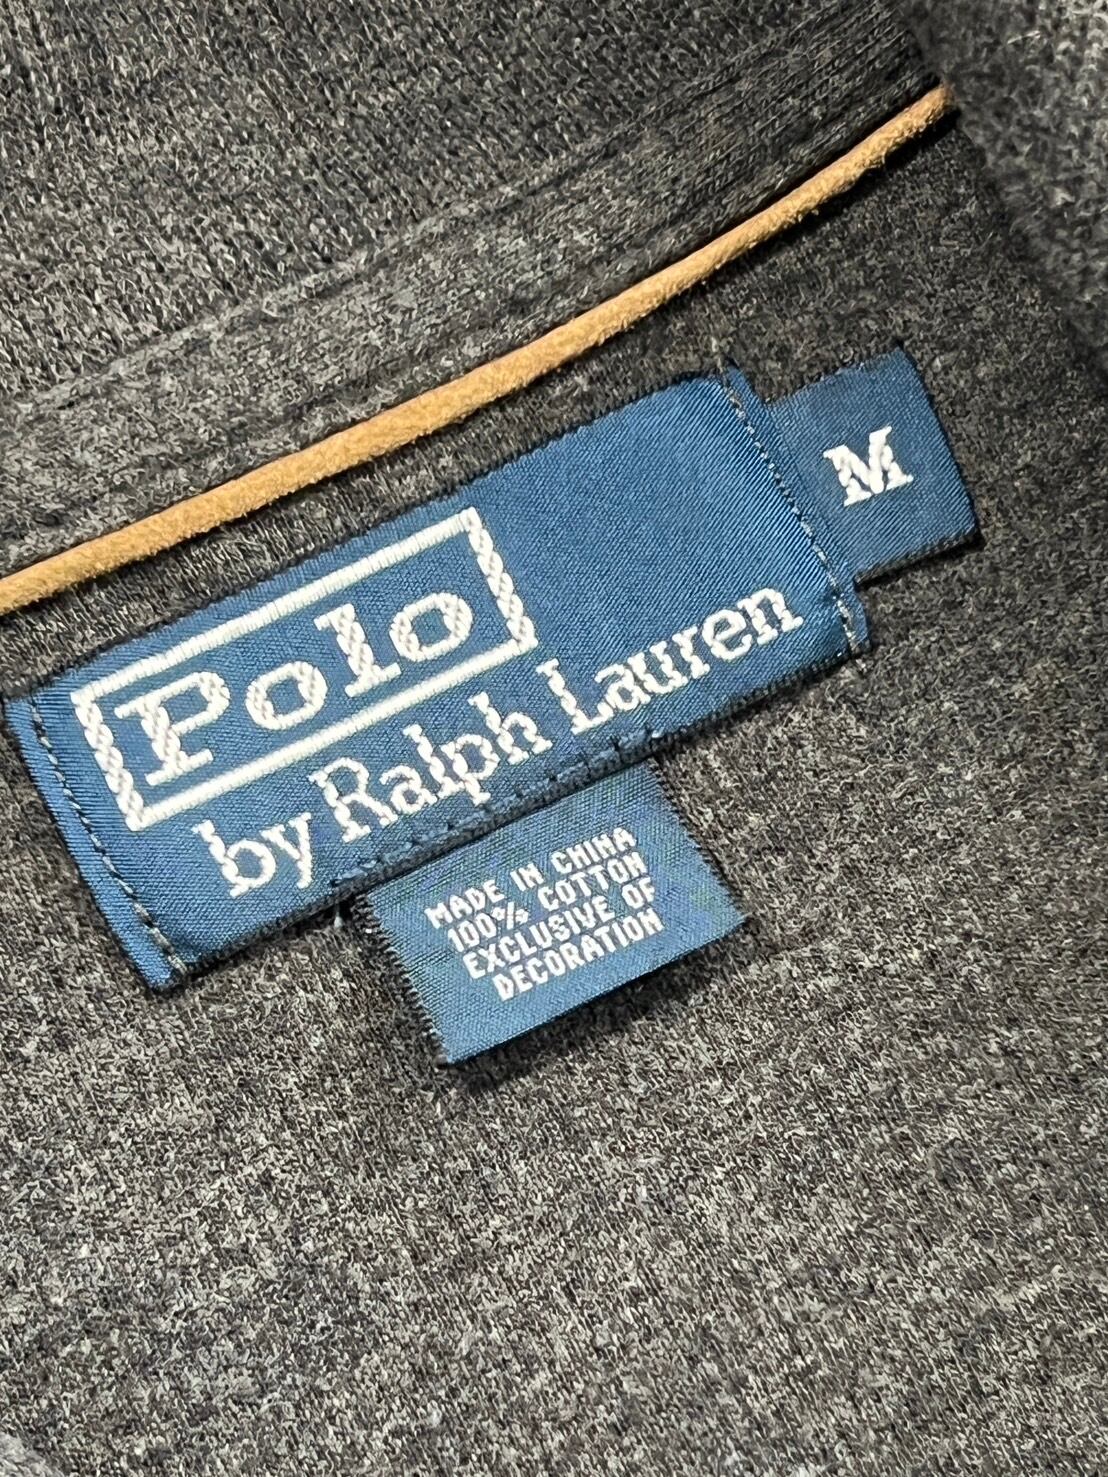 M
Polo
by Ralph Lauren
MADE IN CHINA
100% COTTON
EXCLUSIVE OF
DECORATION